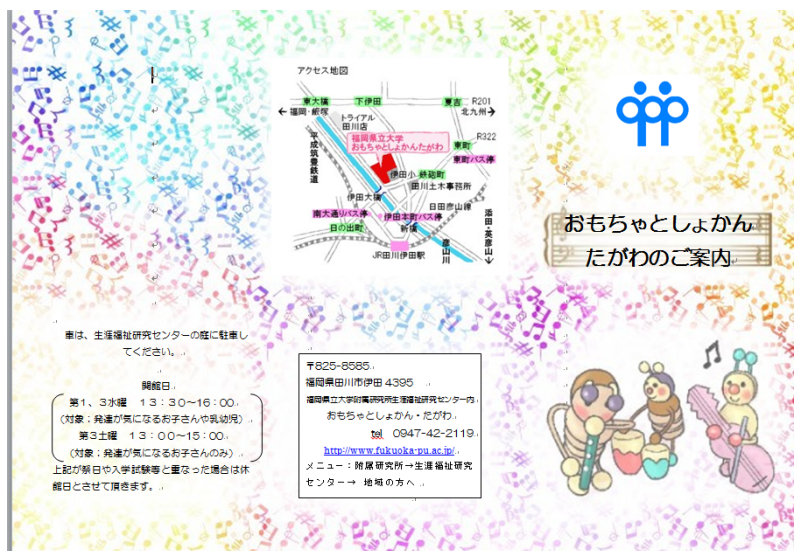 車は、生涯福祉研究センターの庭に駐車し
てください。
開館日
第1、3水曜 13:30~16:00
(対象;発達が気になるお子さんや乳幼児)
第3土曜 13:00~15:00
(対象;発達が気になるお子さんのみ)
上記が祭日や入学試験等と重なった場合は休
館日とさせて頂きます。
アクセス地図
東大橋
下伊田
夏吉
R201
←福岡・飯塚
北九州→
トライアル
田川店
平成筑豊鉄道
福岡県立大学
おもちゃとしょかんたがわ
R322
東町
東町バス停
伊田小
鉄砲町
田川土木事務所
伊田大橋
日田彦山線
南大通りバス停
伊田本町バス停
新橋
日の出町
添田・英彦山
彦山川
JR田川伊田駅
〒825-8585
福岡県田川市伊田 4395
福岡県立大学附属研究所生涯福祉研究センター内
おもちゃとしょかん・たがわ
tel 0947-42-2119
http://www.fukuoka-pu.ac.jp/
メニュー:附属研究所→生涯福祉研究
センター→ 地域の方へ
おもちゃとしょかん
たがわのご案内